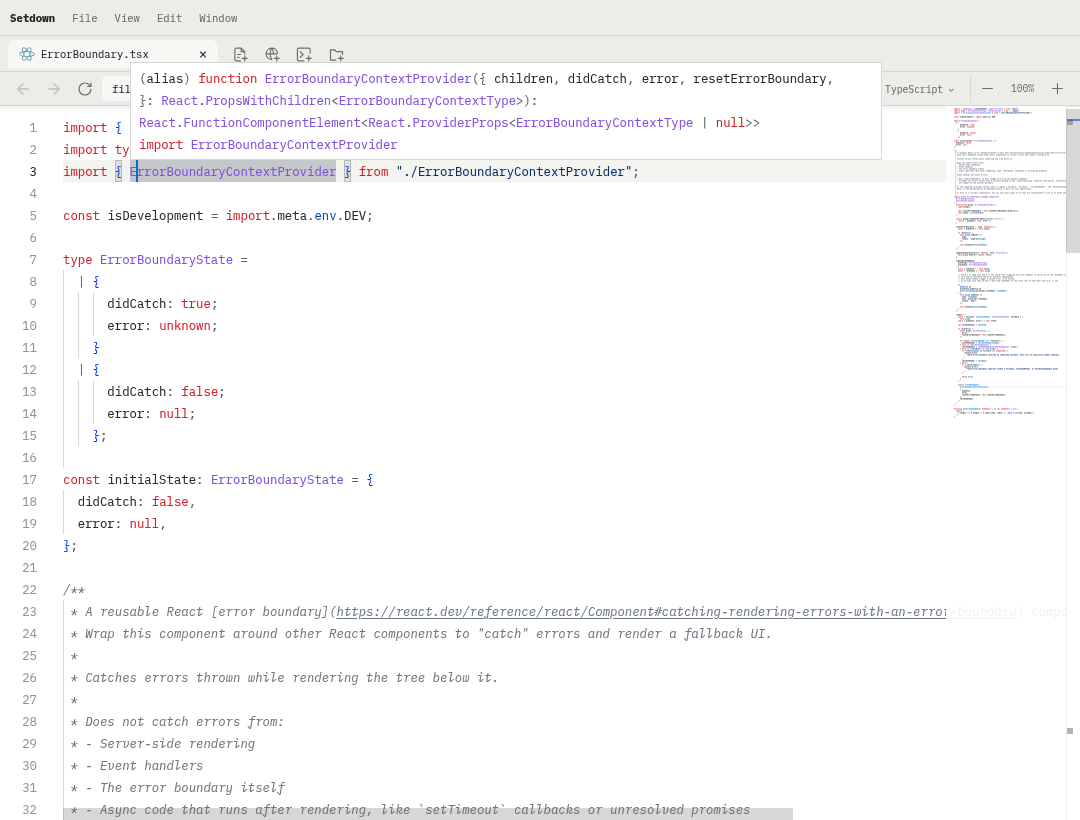 Setdown File View Edit Window
ErrorBoundary.tsx ×
fil TypeScript 100%
(alias) function ErrorBoundaryContextProvider({ children, didCatch, error, resetErrorBoundary,
}: React.PropsWithChildren<ErrorBoundaryContextType>):
React.FunctionComponentElement<React.ProviderProps<ErrorBoundaryContextType | null>>
import ErrorBoundaryContextProvider
1 import {
2 import ty
3 import { ErrorBoundaryContextProvider } from "./ErrorBoundaryContextProvider";
4
5 const isDevelopment = import.meta.env.DEV;
6
7 type ErrorBoundaryState =
8 | {
9 didCatch: true;
10 error: unknown;
11 }
12 | {
13 didCatch: false;
14 error: null;
15 };
16
17 const initialState: ErrorBoundaryState = {
18 didCatch: false,
19 error: null,
20 };
21
22 /**
23 * A reusable React [error boundary](https://react.dev/reference/react/Component#catching-rendering-errors-with-an-error-boundary) compo
24 * Wrap this component around other React components to "catch" errors and render a fallback UI.
25 *
26 * Catches errors thrown while rendering the tree below it.
27 *
28 * Does not catch errors from:
29 * - Server-side rendering
30 * - Event handlers
31 * - The error boundary itself
32 * - Async code that runs after rendering, like `setTimeout` callbacks or unresolved promises